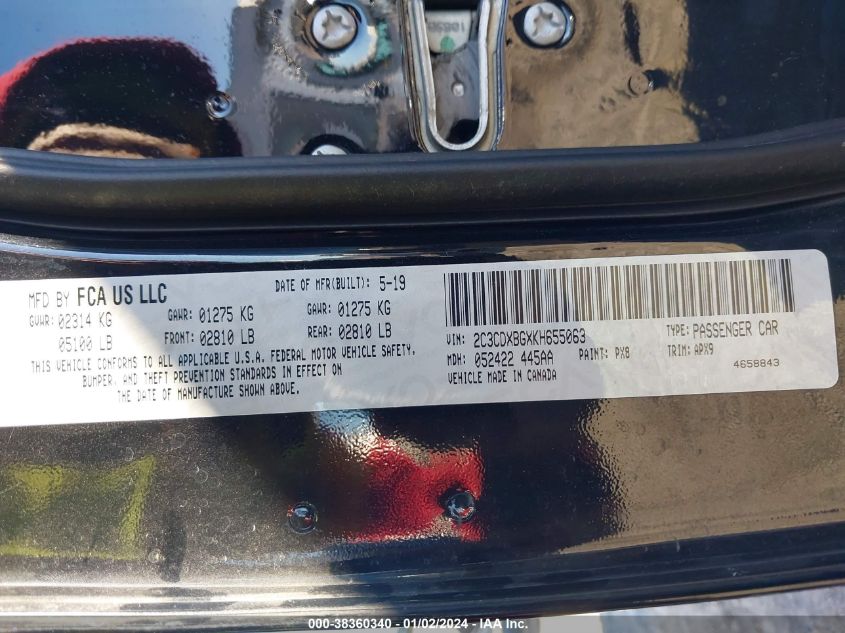 MFD BY FCA US LLC
DATE OF MFR(BUILT): 5-19
GVWR: 02314 KG
GAWR: 01275 KG
GAWR: 01275 KG
05100 LB
FRONT: 02810 LB
REAR: 02810 LB
THIS VEHICLE CONFORMS TO ALL APPLICABLE U.S.A. FEDERAL MOTOR VEHICLE SAFETY,
BUMPER, AND THEFT PREVENTION STANDARDS IN EFFECT ON
THE DATE OF MANUFACTURE SHOWN ABOVE.
VIN: 2C3CDXBGXKH655063
TYPE: PASSENGER CAR
MDH: 052422 445AA
PAINT: PX8
TRIM: APX9
VEHICLE MADE IN CANADA
4658843
000-38360340 - 01/02/2024 - IAA Inc.